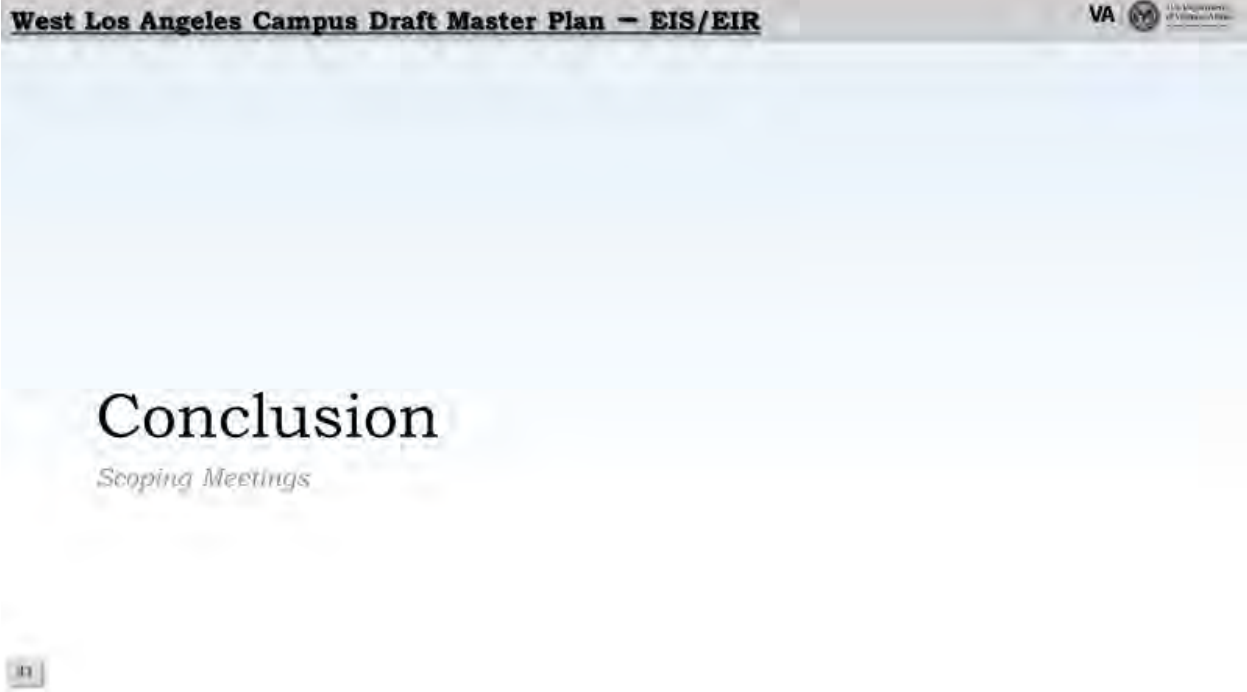 West Los Angeles Campus Draft Master Plan — EIS/EIR
VA
Conclusion
Scoping Meetings